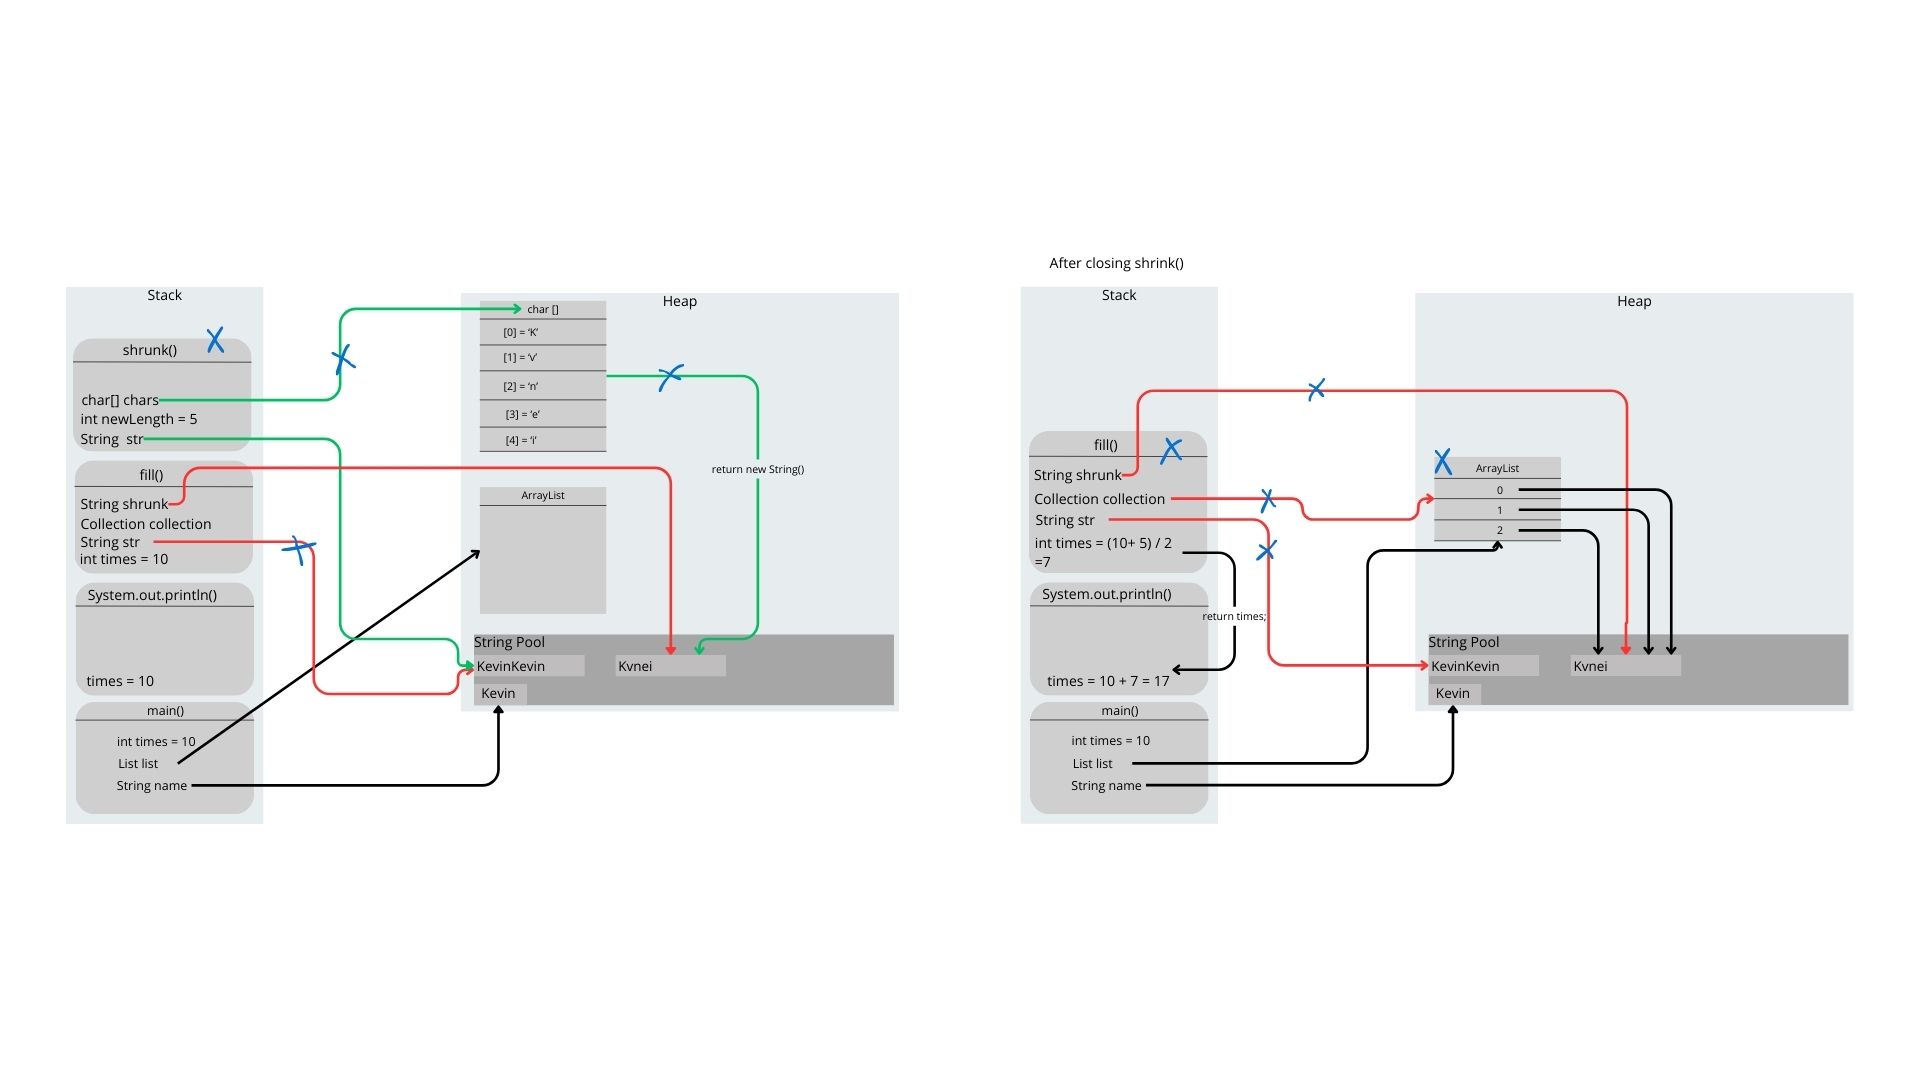 Stack
shrunk()
char[] chars
int newLength = 5
String  str
fill()
String shrunk
Collection collection
String str
int times = 10
System.out.println()
times = 10
main()
int times = 10
List list
String name
Heap
char []
[0] = ‘K’
[1] = ‘v’
[2] = ‘n’
[3] = ‘e’
[4] = ‘i’
return new String()
ArrayList
String Pool
KevinKevin
Kvnei
Kevin
After closing shrink()
Stack
fill()
String shrunk
Collection collection
String str
int times = (10+ 5) / 2
=7
System.out.println()
return times;
times = 10 + 7 = 17
main()
int times = 10
List list
String name
Heap
ArrayList
0
1
2
String Pool
KevinKevin
Kvnei
Kevin